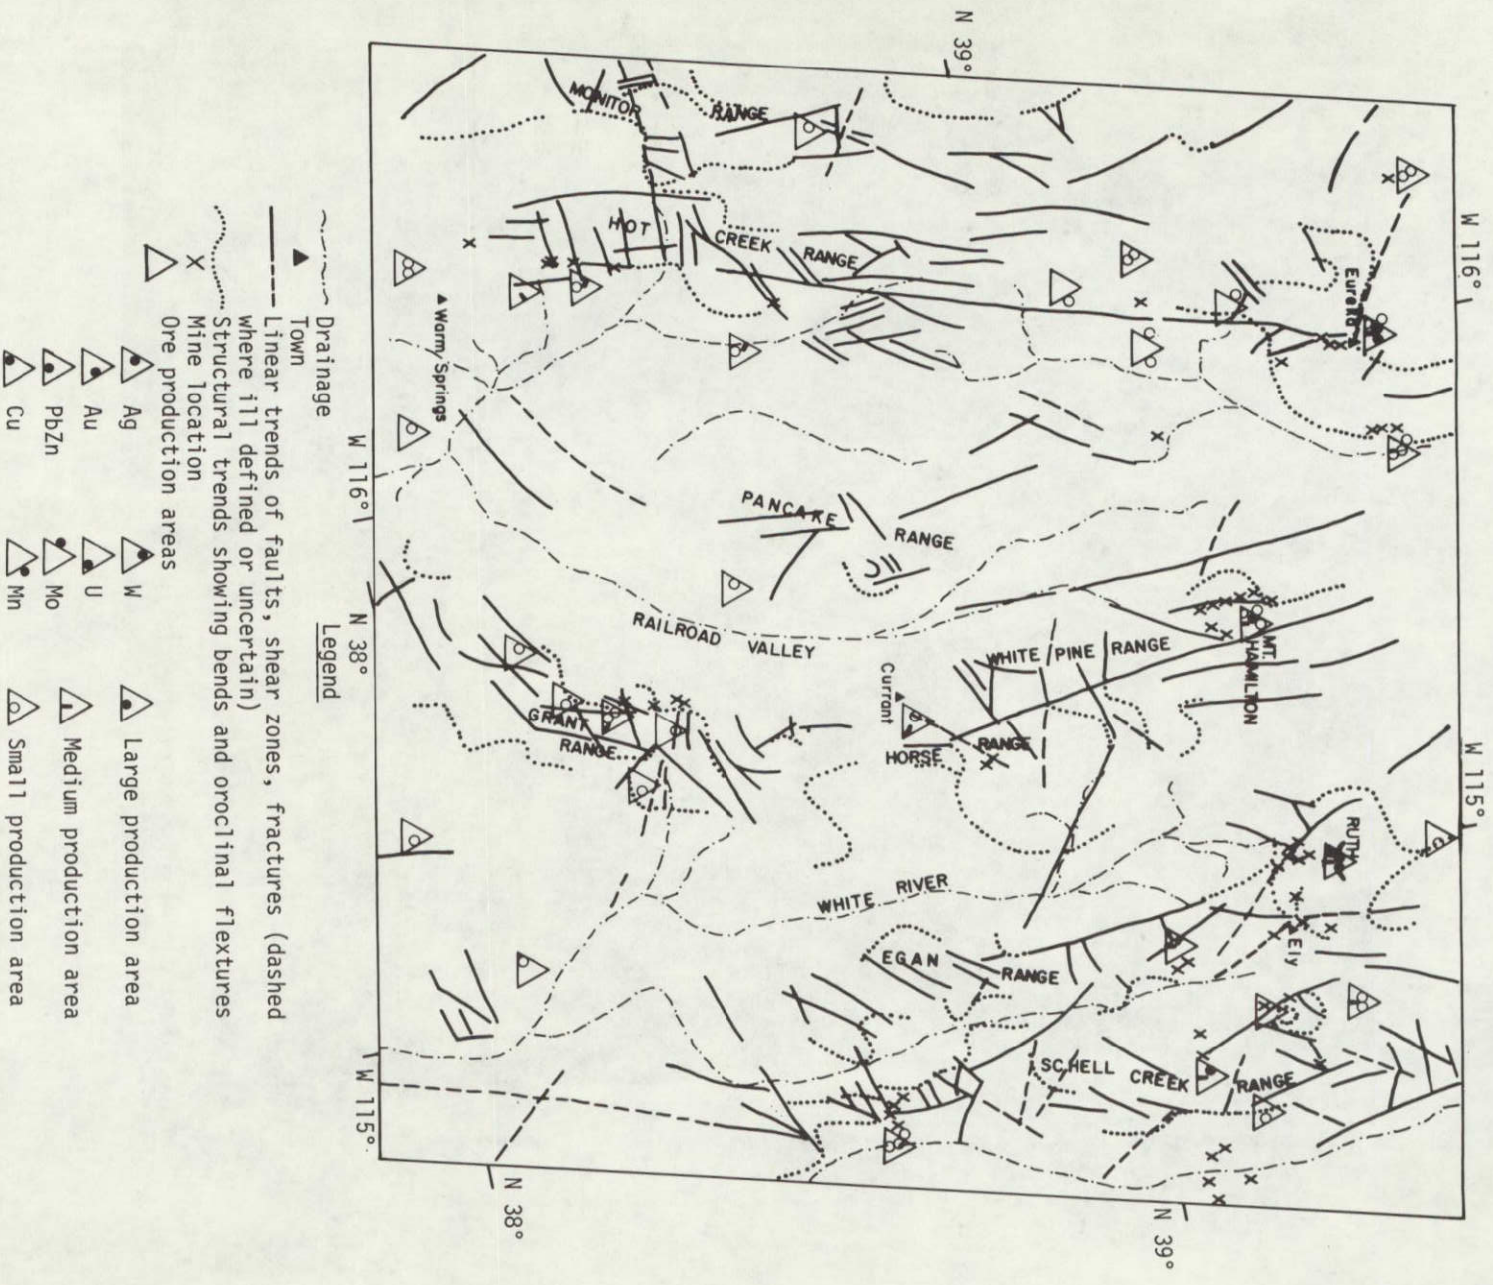 N 39°
W 116°
MONITOR RANGE
HOT CREEK RANGE
Eureka
Warmy Springs
W 116°
PANCAKE RANGE
RAILROAD VALLEY
WHITE PINE RANGE
MT. HAMILTON
N 38°
Currant
GRANT RANGE
HORSE RANGE
W 115°
RUTH
WHITE RIVER
Ely
EGAN RANGE
SCHELL CREEK RANGE
W 115°
N 38°
N 39°
Legend
Drainage
Town
Linear trends of faults, shear zones, fractures (dashed
where ill defined or uncertain)
Structural trends showing bends and oroclinal flextures
Mine location
Ore production areas
Ag
W
Large production area
Au
U
Medium production area
PbZn
Mo
Small production area
Cu
Mn